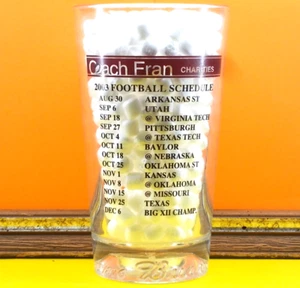 Coach Fran CHARITIES
2003 FOOTBALL SCHEDULE
AUG 30 ARKANSAS ST
SEP 6 UTAH
SEP 18 @ VIRGINIA TECH
SEP 27 PITTSBURGH
OCT 4 @ TEXAS TECH
OCT 11 BAYLOR
OCT 18 @ NEBRASKA
OCT 25 OKLAHOMA ST
NOV 1 KANSAS
NOV 8 @ OKLAHOMA
NOV 15 @ MISSOURI
NOV 25 TEXAS
DEC 6 BIG XII CHAMP.